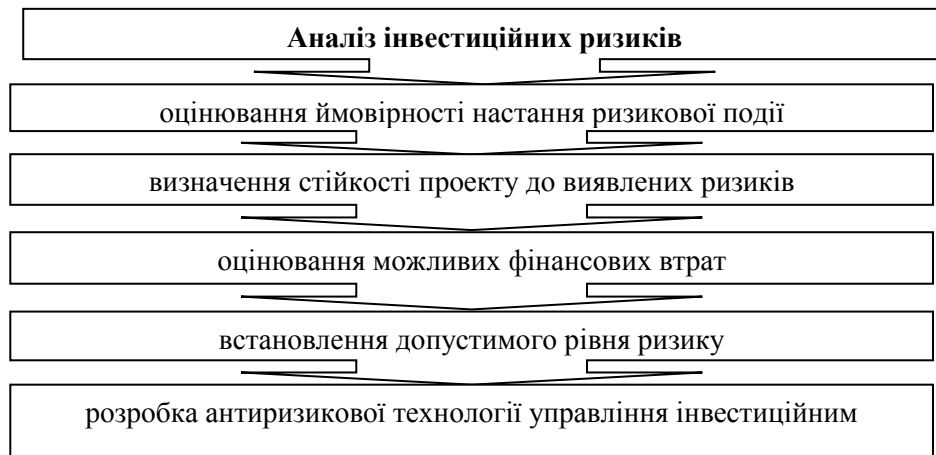 Аналіз інвестиційних ризиків
оцінювання ймовірності настання ризикової події
визначення стійкості проекту до виявлених ризиків
оцінювання можливих фінансових втрат
встановлення допустимого рівня ризику
розробка антиризикової технології управління інвестиційним